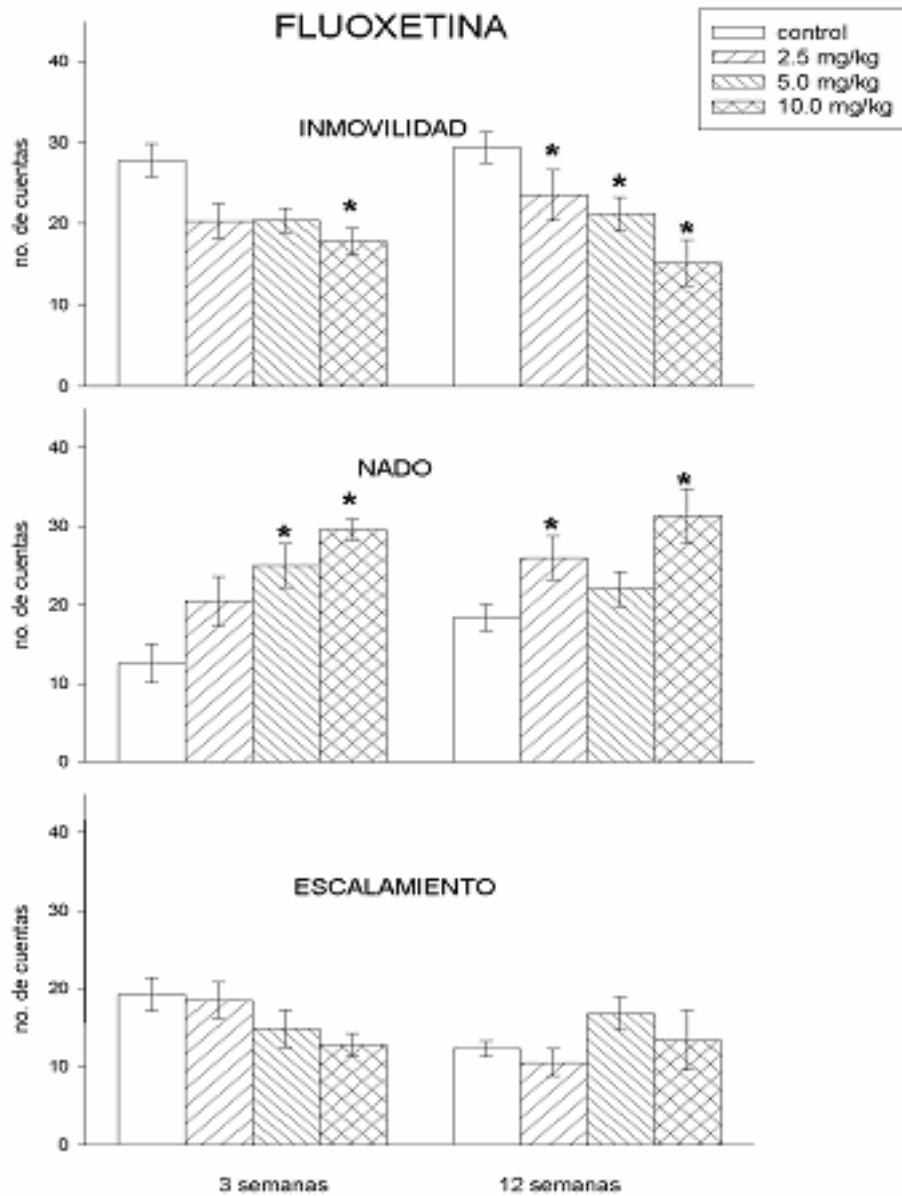 FLUOXETINA
control
2.5 mg/kg
5.0 mg/kg
10.0 mg/kg
INMOVILIDAD
no. de cuentas
40
30
20
10
0
*
*
*
*
NADO
no. de cuentas
40
30
20
10
0
*
*
*
*
ESCALAMIENTO
no. de cuentas
40
30
20
10
0
3 semanas
12 semanas